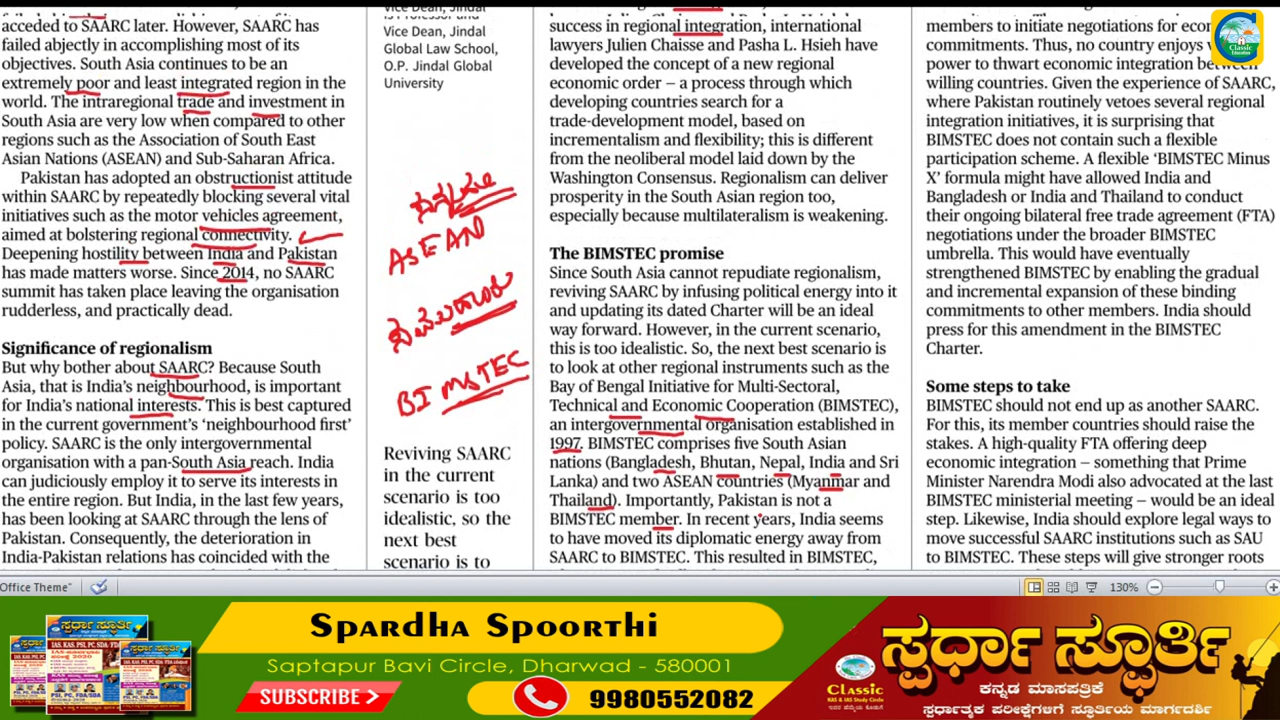 acceded to SAARC later. However, SAARC has
failed abjectly in accomplishing most of its
objectives. South Asia continues to be an
extremely poor and least integrated region in the
world. The intraregional trade and investment in
South Asia are very low when compared to other
regions such as the Association of South East
Asian Nations (ASEAN) and Sub-Saharan Africa.
Pakistan has adopted an obstructionist attitude
within SAARC by repeatedly blocking several vital
initiatives such as the motor vehicles agreement,
aimed at bolstering regional connectivity.
Deepening hostility between India and Pakistan
has made matters worse. Since 2014, no SAARC
summit has taken place leaving the organisation
rudderless, and practically dead.
Significance of regionalism
But why bother about SAARC? Because South
Asia, that is India's neighbourhood, is important
for India's national interests. This is best captured
in the current government's 'neighbourhood first'
policy. SAARC is the only intergovernmental
organisation with a pan-South Asia reach. India
can judiciously employ it to serve its interests in
the entire region. But India, in the last few years,
has been looking at SAARC through the lens of
Pakistan. Consequently, the deterioration in
India-Pakistan relations has coincided with the
Vice Dean, Jindal
is Professor and
Vice Dean, Jindal
Global Law School,
O.P. Jindal Global
University
ASEAN
BIMSTEC
Reviving SAARC
in the current
scenario is too
idealistic, so the
next best
scenario is to
success in regional integration, international
lawyers Julien Chaisse and Pasha L. Hsieh have
developed the concept of a new regional
economic order – a process through which
developing countries search for a
trade-development model, based on
incrementalism and flexibility; this is different
from the neoliberal model laid down by the
Washington Consensus. Regionalism can deliver
prosperity in the South Asian region too,
especially because multilateralism is weakening.
The BIMSTEC promise
Since South Asia cannot repudiate regionalism,
reviving SAARC by infusing political energy into it
and updating its dated Charter will be an ideal
way forward. However, in the current scenario,
this is too idealistic. So, the next best scenario is
to look at other regional instruments such as the
Bay of Bengal Initiative for Multi-Sectoral,
Technical and Economic Cooperation (BIMSTEC),
an intergovernmental organisation established in
1997. BIMSTEC comprises five South Asian
nations (Bangladesh, Bhutan, Nepal, India and Sri
Lanka) and two ASEAN countries (Myanmar and
Thailand). Importantly, Pakistan is not a
BIMSTEC member. In recent years, India seems
to have moved its diplomatic energy away from
SAARC to BIMSTEC. This resulted in BIMSTEC,
members to initiate negotiations for
commitments. Thus, no country enjoys
power to thwart economic integration between
willing countries. Given the experience of SAARC,
where Pakistan routinely vetoes several regional
integration initiatives, it is surprising that
BIMSTEC does not contain such a flexible
participation scheme. A flexible 'BIMSTEC Minus
X' formula might have allowed India and
Bangladesh or India and Thailand to conduct
their ongoing bilateral free trade agreement (FTA)
negotiations under the broader BIMSTEC
umbrella. This would have eventually
strengthened BIMSTEC by enabling the gradual
and incremental expansion of these binding
commitments to other members. India should
press for this amendment in the BIMSTEC
Charter.
Some steps to take
BIMSTEC should not end up as another SAARC.
For this, its member countries should raise the
stakes. A high-quality FTA offering deep
economic integration – something that Prime
Minister Narendra Modi also advocated at the last
BIMSTEC ministerial meeting – would be an ideal
step. Likewise, India should explore legal ways to
move successful SAARC institutions such as SAU
to BIMSTEC. These steps will give stronger roots
Classic
Education
Office Theme"
130%
Spardha Spoorthi
Saptapur Bavi Circle Dharwad - 580001
SUBSCRIBE >
9980552082
ಸ್ಪರ್ಧಾ ಸ್ಫೂರ್ತಿ
Classic
KAS & IAS Study Circle
ಸ್ಪರ್ಧಾ ಸ್ಫೂರ್ತಿ
ಕನ್ನಡ ಮಾಸಪತ್ರಿಕೆ
ಸ್ಪರ್ಧಾತ್ಮಕ ಪರೀಕ್ಷೆಗಳಿಗೆ ಸ್ಫೂರ್ತಿಯ ಮಾರ್ಗದರ್ಶಿ